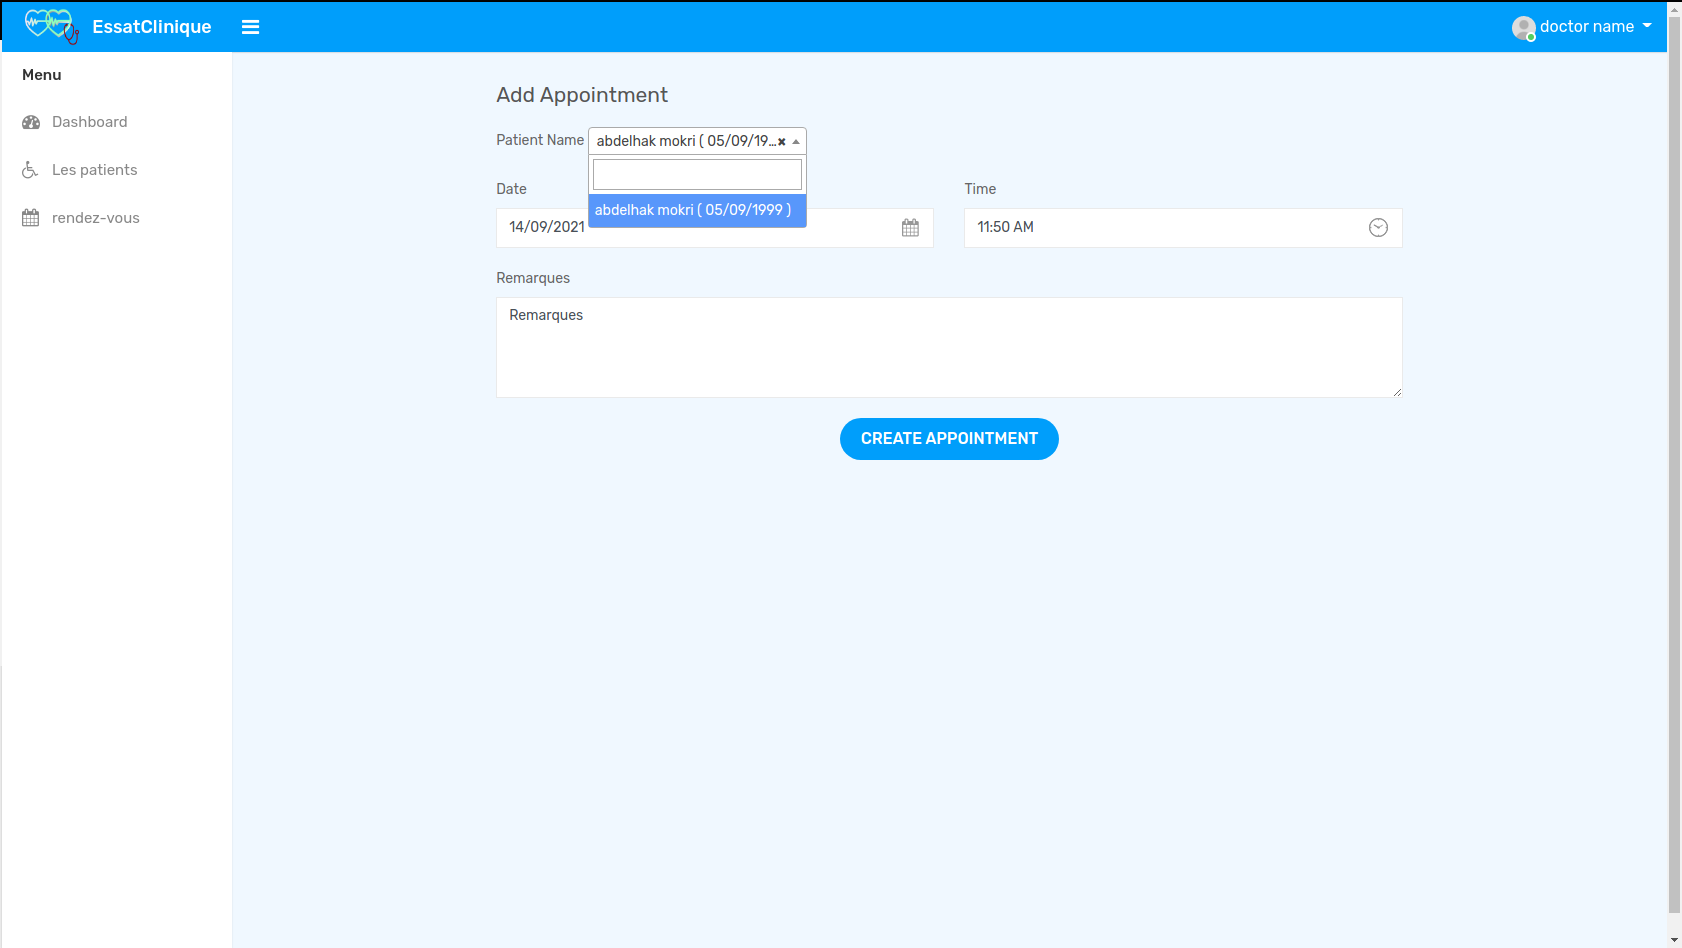 EssatClinique
doctor name
Menu
Dashboard
Les patients
rendez-vous
Add Appointment
Patient Name
abdelhak mokri ( 05/09/19...
abdelhak mokri ( 05/09/1999 )
Date
14/09/2021
Time
11:50 AM
Remarques
Remarques
CREATE APPOINTMENT